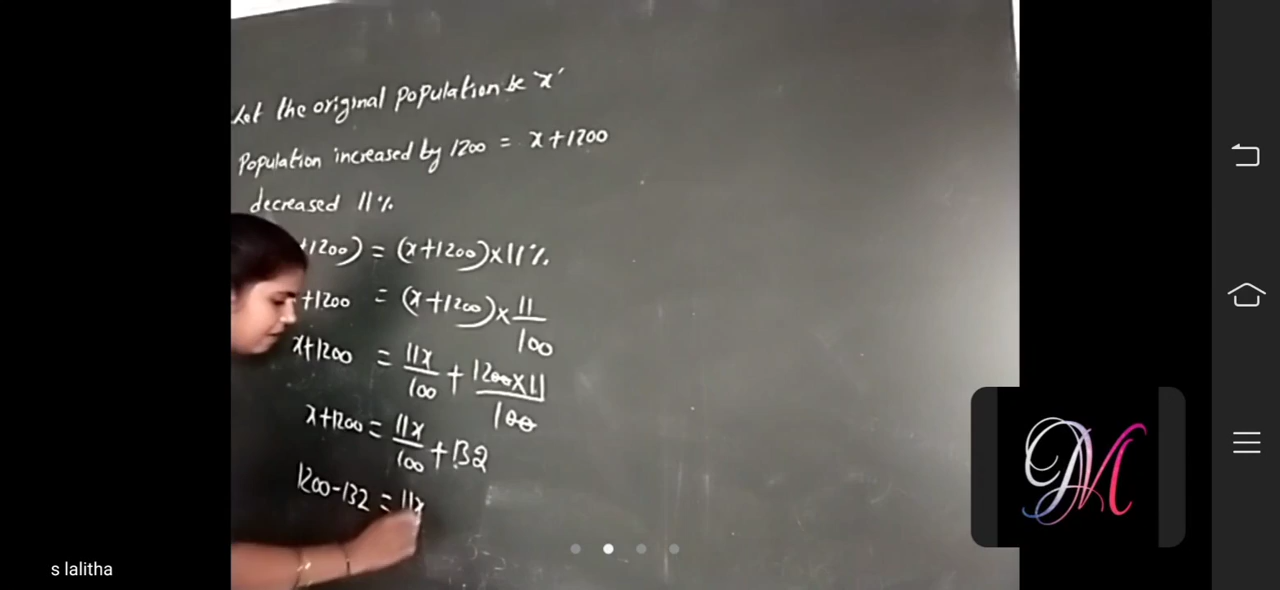 Let the original population be 'x'
Population increased by 1200 = x+1200
decreased 11%
+1200) = (x+1200)×11%
+1200 = (x+1200)× 11/100
x+1200 = 11x/100 + 1200×11/100
x+1200 = 11x/100 + 132
1200-132 = 11x
M
s lalitha